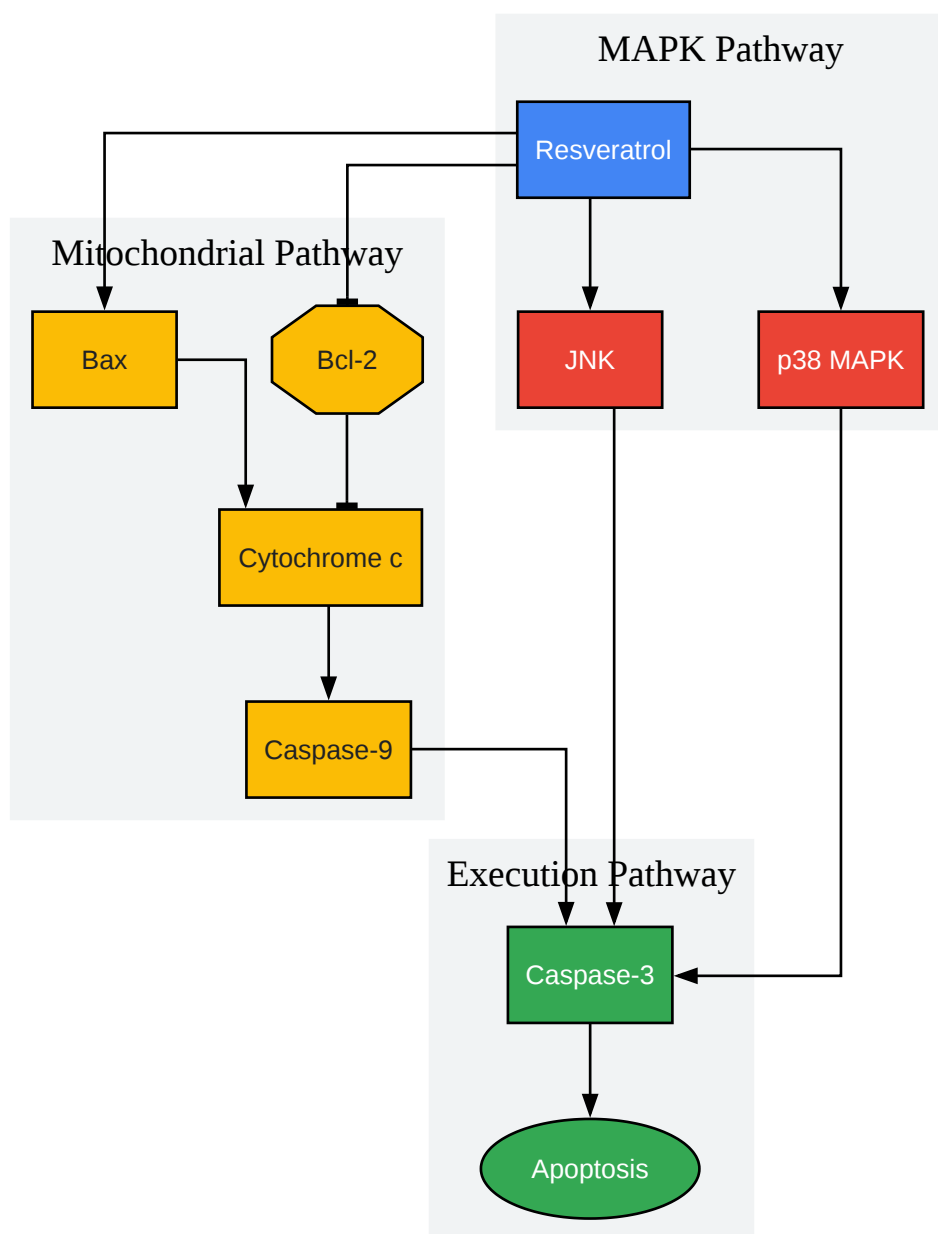 MAPK Pathway
Resveratrol
Mitochondrial Pathway
Bax
Bcl-2
JNK
p38 MAPK
Cytochrome c
Caspase-9
Execution Pathway
Caspase-3
Apoptosis